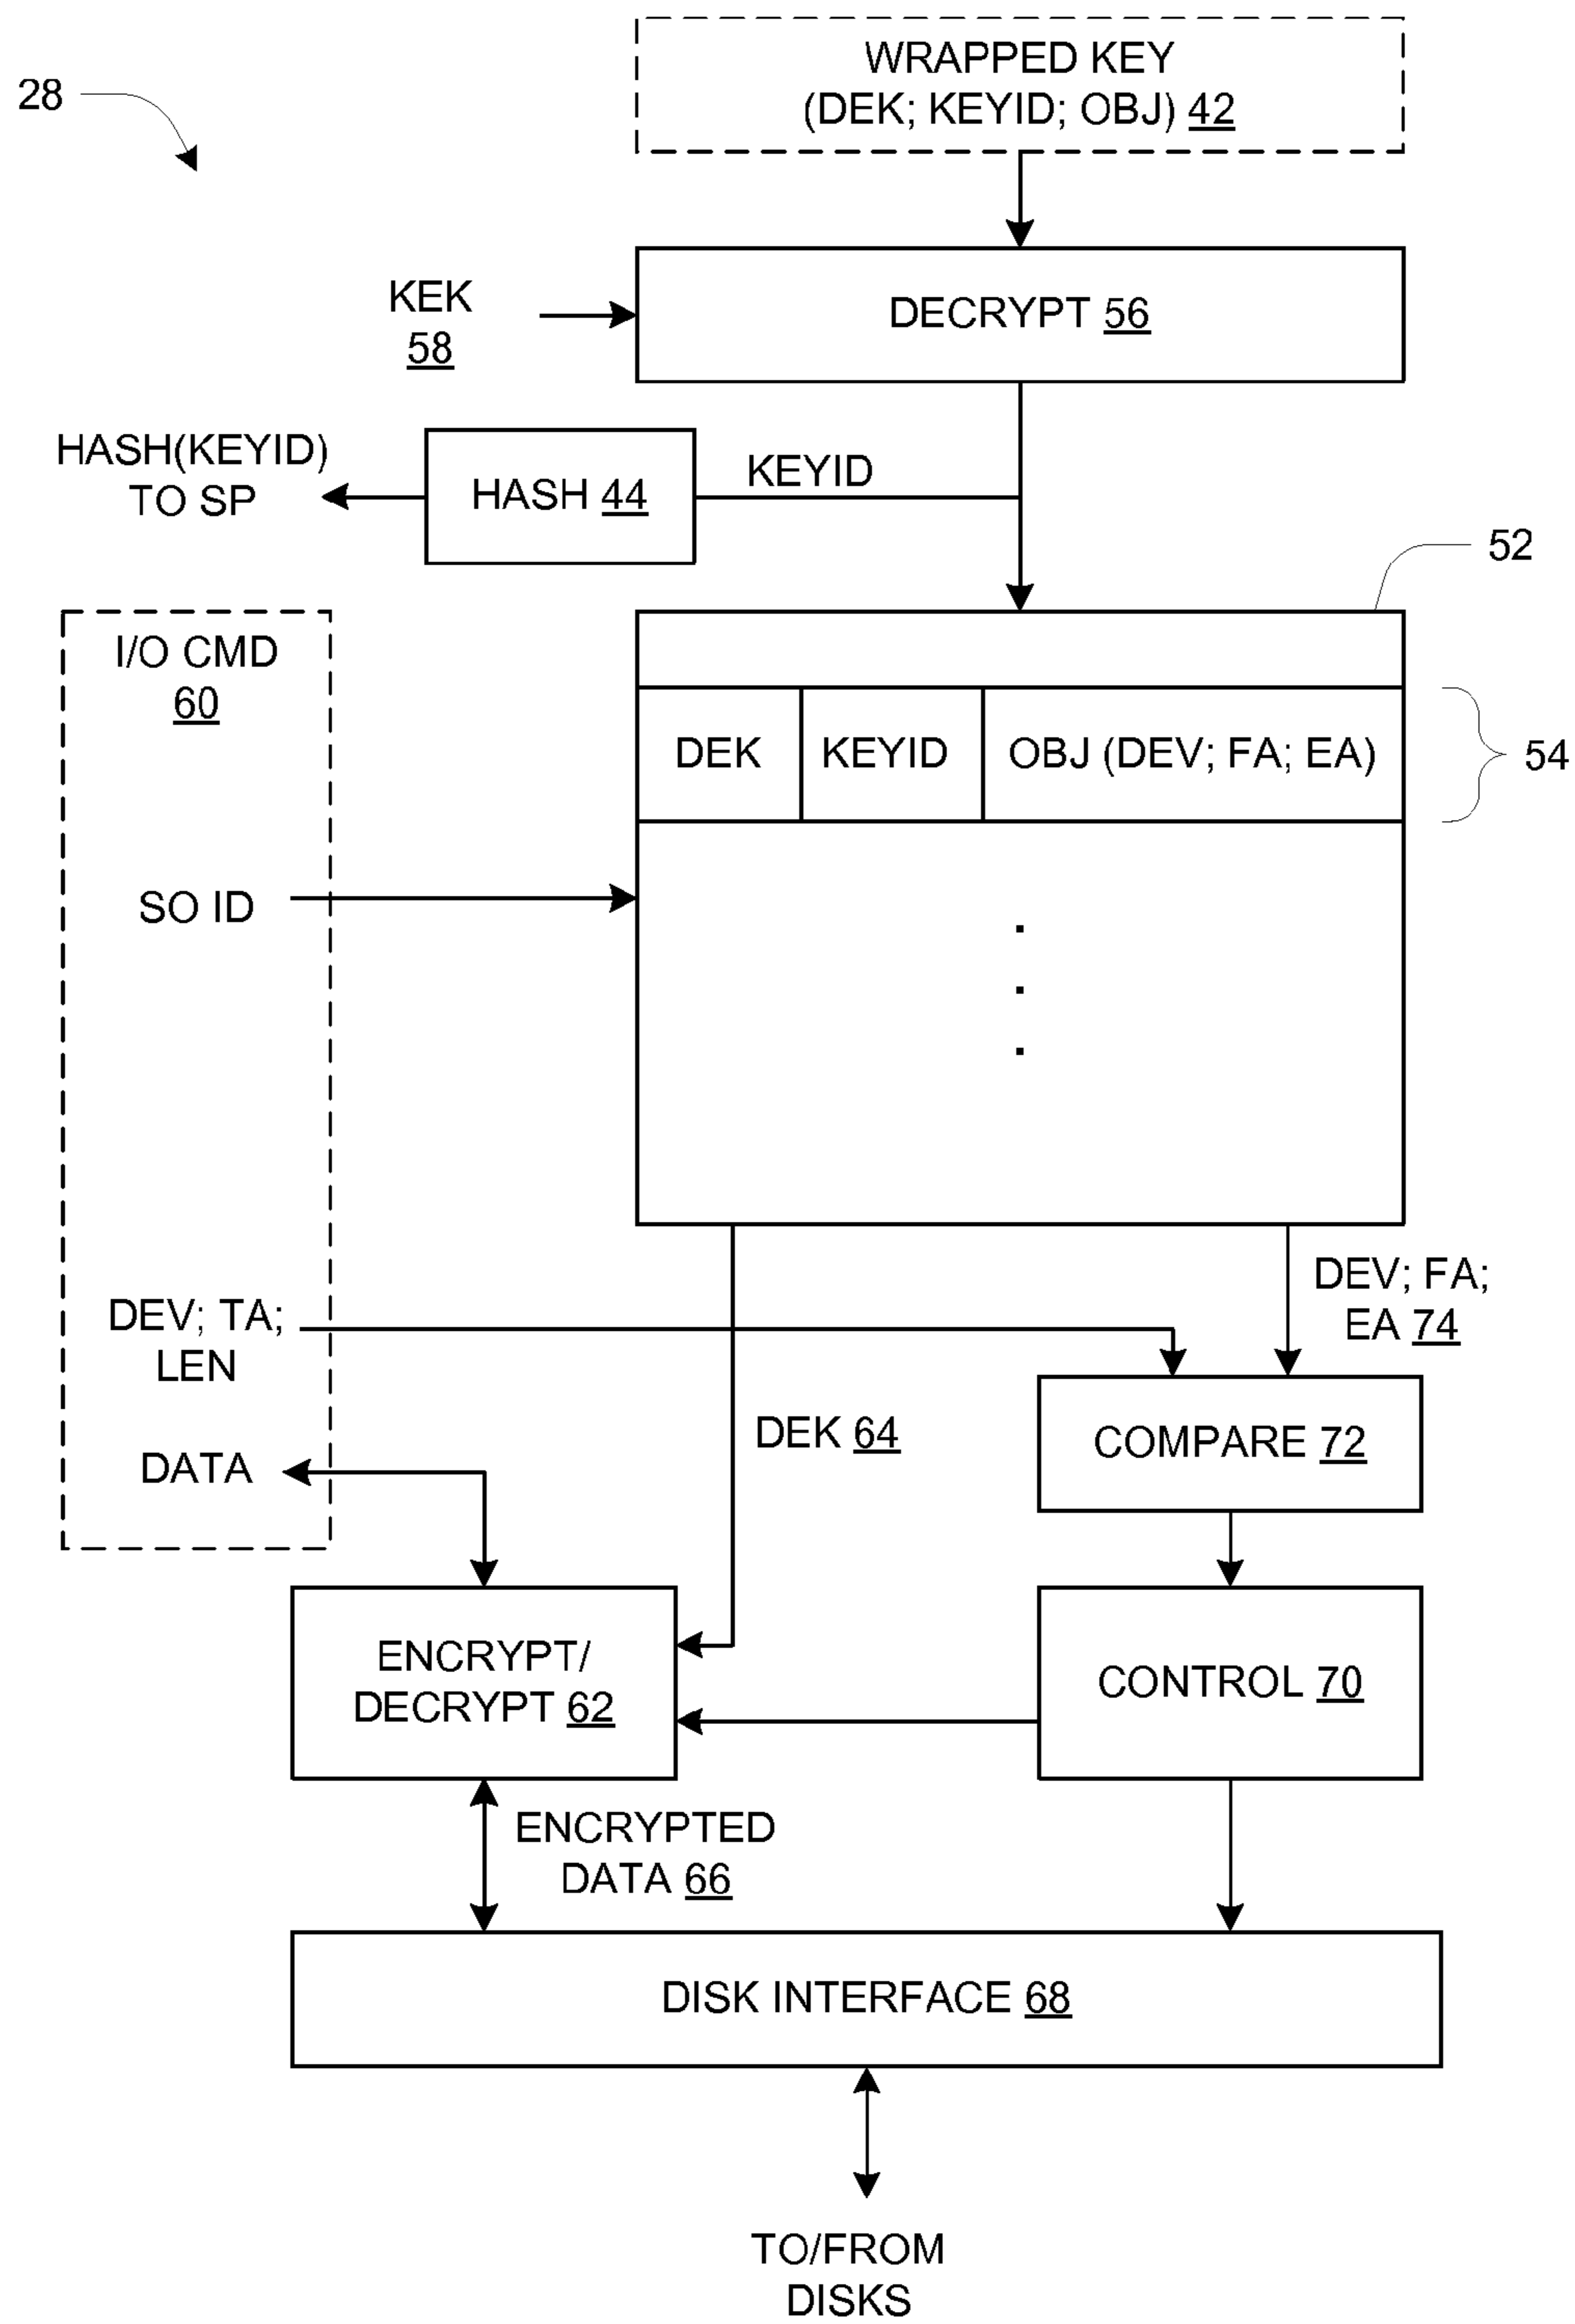 28
WRAPPED KEY
(DEK; KEYID; OBJ) 42
KEK
58
DECRYPT 56
HASH(KEYID)
TO SP
HASH 44
KEYID
52
I/O CMD
60
DEK
KEYID
OBJ (DEV; FA; EA)
54
SO ID
DEV; TA;
LEN
DEV; FA;
EA 74
DEK 64
COMPARE 72
DATA
ENCRYPT/
DECRYPT 62
CONTROL 70
ENCRYPTED
DATA 66
DISK INTERFACE 68
TO/FROM
DISKS